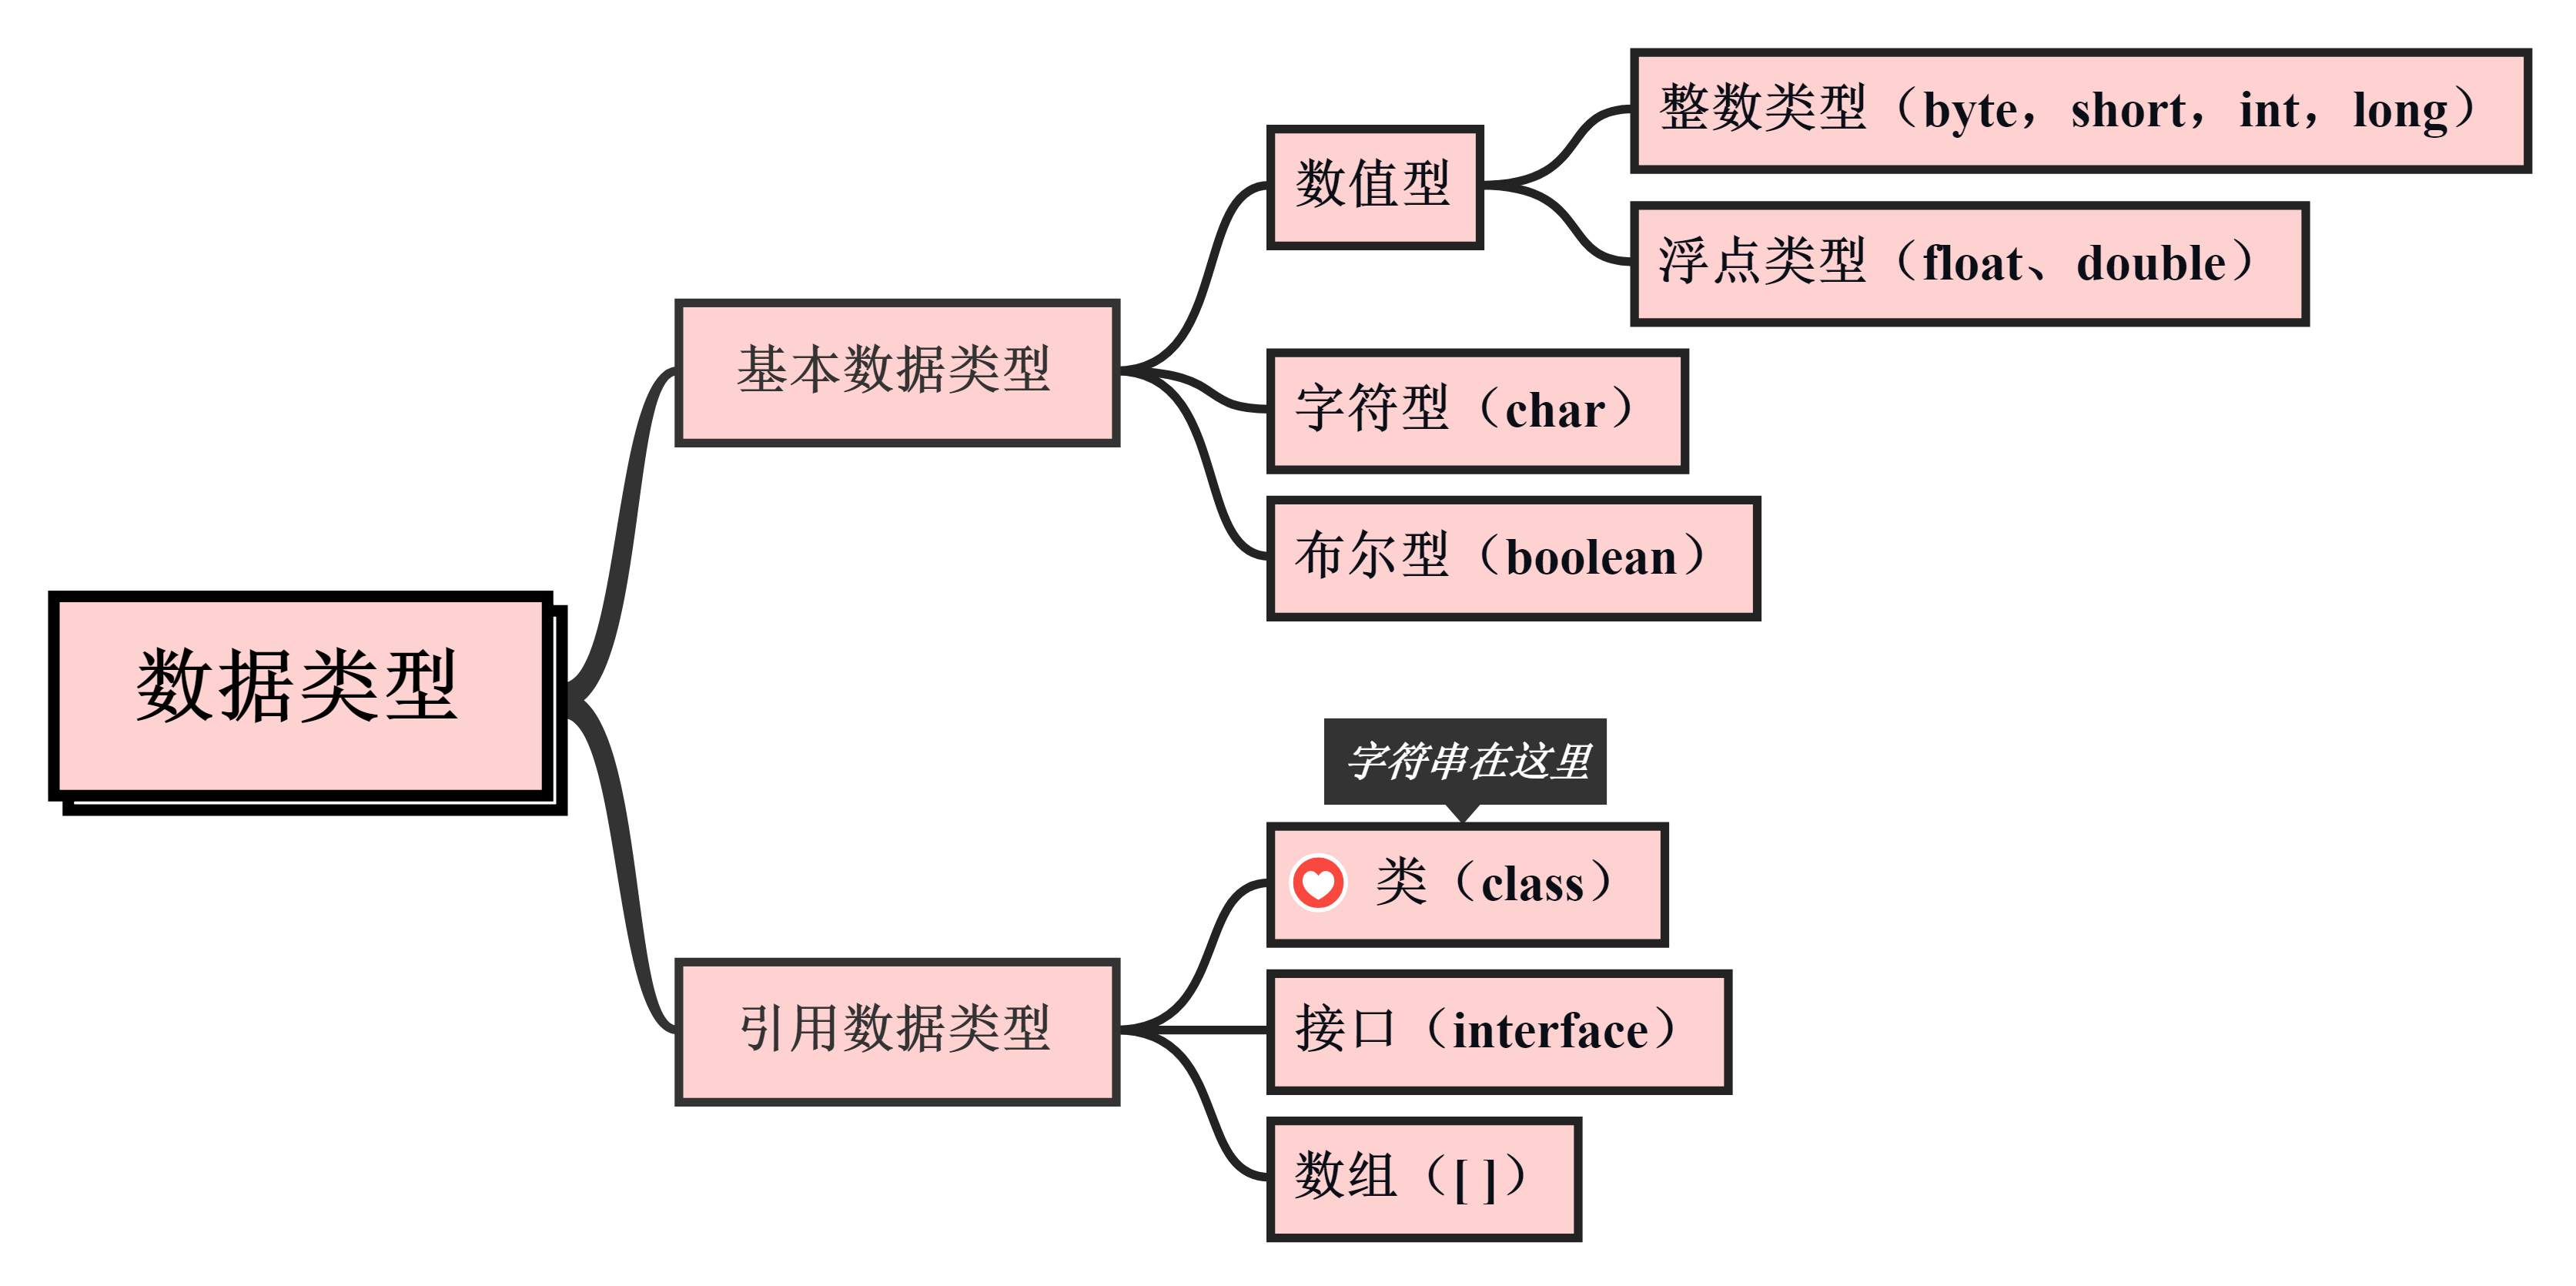 数据类型
基本数据类型
数值型
整数类型（byte，short，int，long）
浮点类型（float、double）
字符型（char）
布尔型（boolean）
引用数据类型
字符串在这里
类（class）
接口（interface）
数组（[ ]）